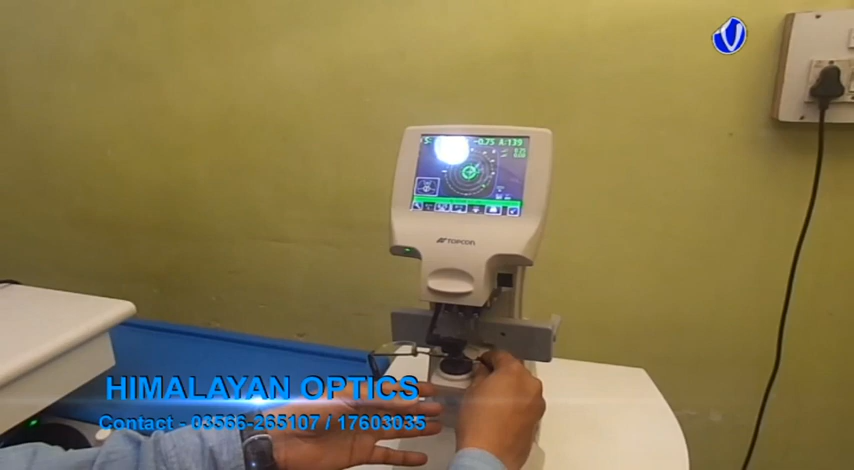 -0.75 A:139
TOPCON
HIMALAYAN OPTICS
Contact - 03566-265107 / 17603035